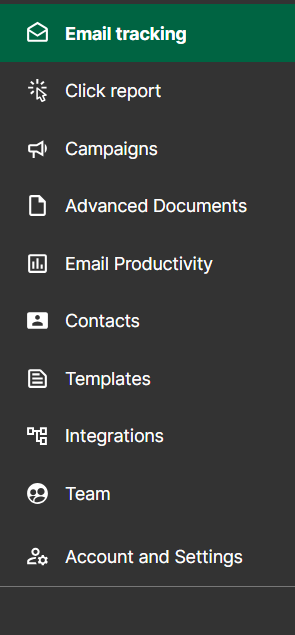 Email tracking
Click report
Campaigns
Advanced Documents
Email Productivity
Contacts
Templates
Integrations
Team
Account and Settings